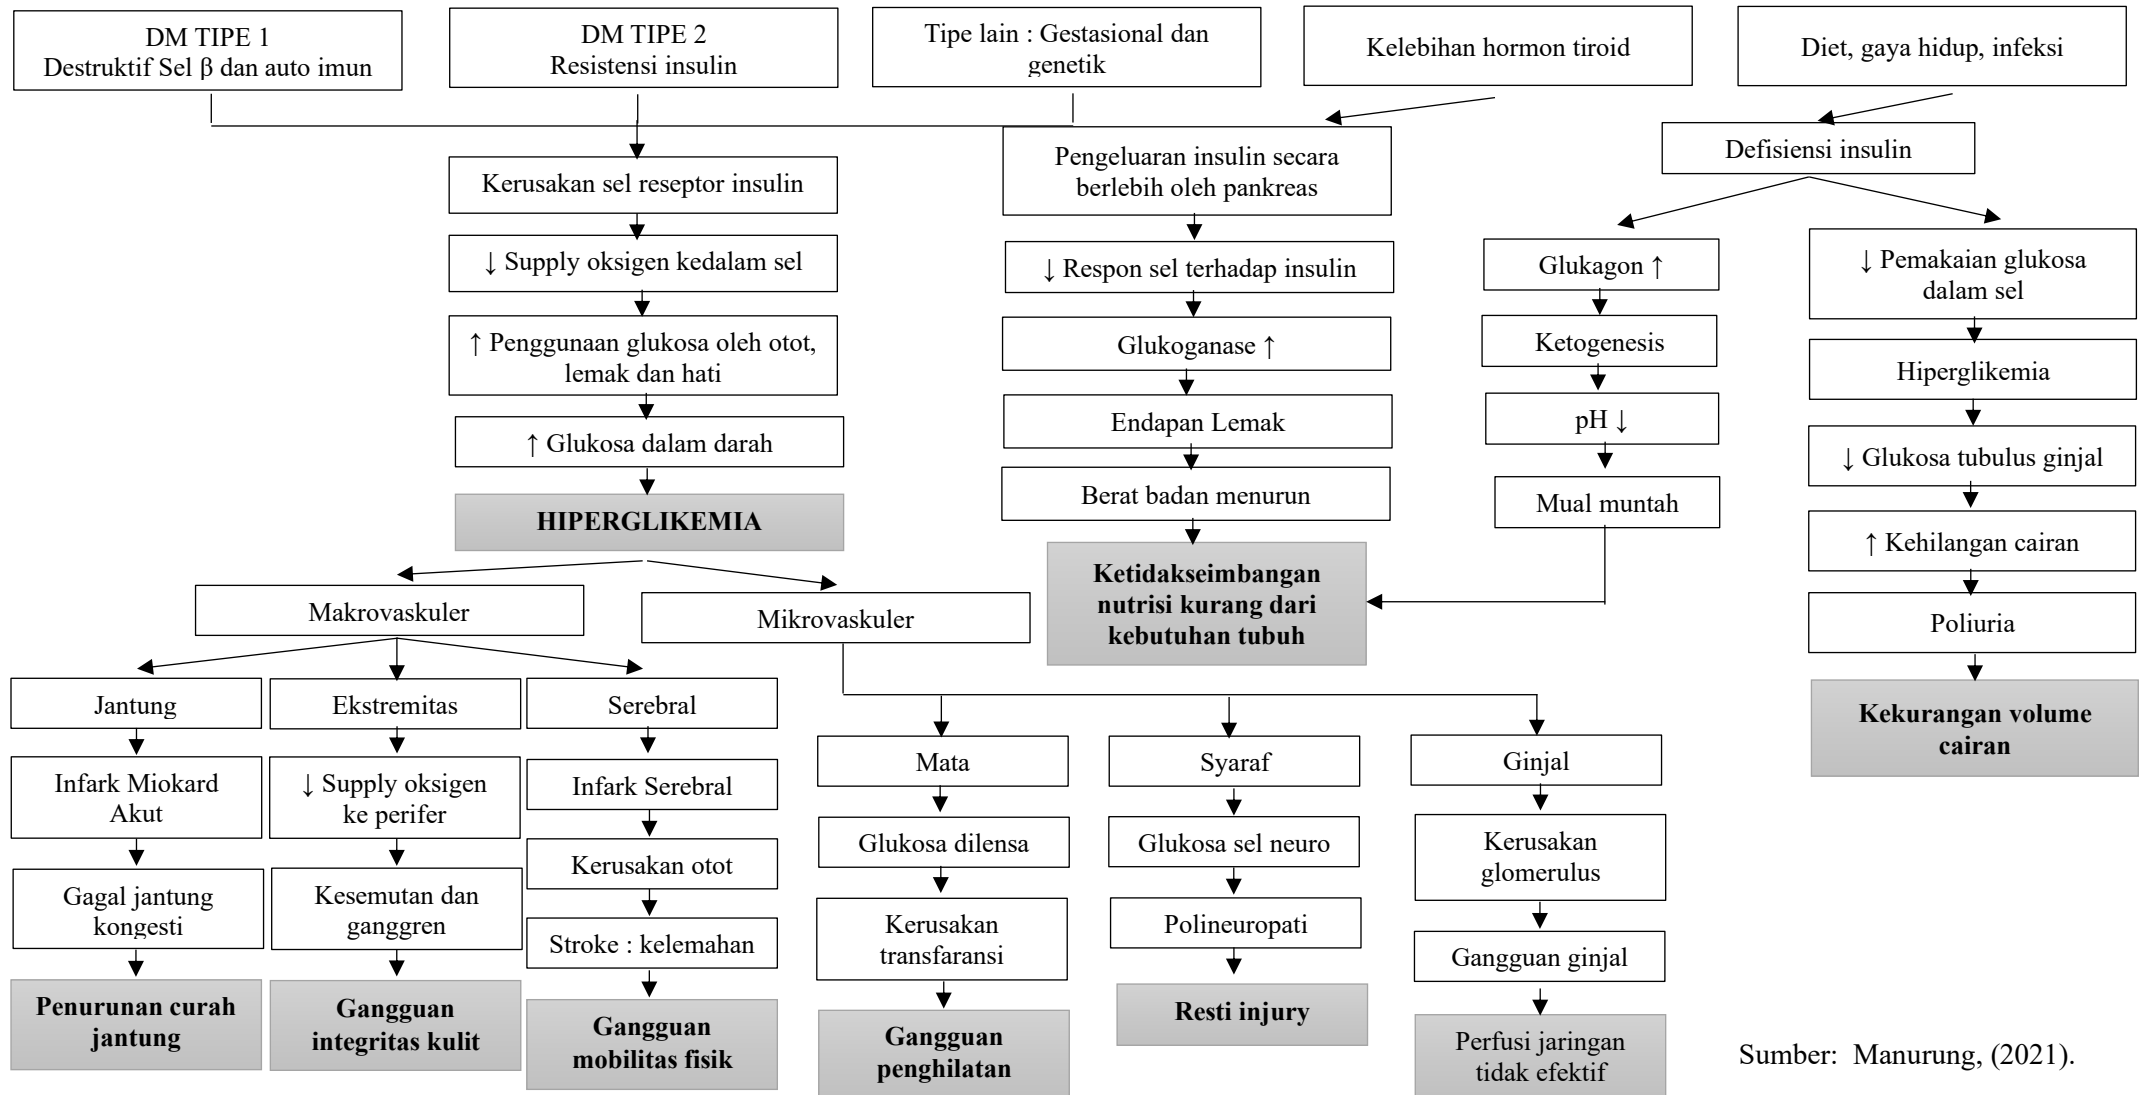 DM TIPE 1
Destruktif Sel β dan auto imun
DM TIPE 2
Resistensi insulin
Tipe lain : Gestasional dan
genetik
Kelebihan hormon tiroid
Diet, gaya hidup, infeksi
Kerusakan sel reseptor insulin
↓ Supply oksigen kedalam sel
↑ Penggunaan glukosa oleh otot,
lemak dan hati
↑ Glukosa dalam darah
HIPERGLIKEMIA
Pengeluaran insulin secara
berlebih oleh pankreas
↓ Respon sel terhadap insulin
Glukoganase ↑
Endapan Lemak
Berat badan menurun
Ketidakseimbangan
nutrisi kurang dari
kebutuhan tubuh
Defisiensi insulin
Glukagon ↑
Ketogenesis
pH ↓
Mual muntah
↓ Pemakaian glukosa
dalam sel
Hiperglikemia
↓ Glukosa tubulus ginjal
↑ Kehilangan cairan
Poliuria
Kekurangan volume
cairan
Makrovaskuler
Mikrovaskuler
Jantung
Infark Miokard
Akut
Gagal jantung
kongesti
Penurunan curah
jantung
Ekstremitas
↓ Supply oksigen
ke perifer
Kesemutan dan
ganggren
Gangguan
integritas kulit
Serebral
Infark Serebral
Kerusakan otot
Stroke : kelemahan
Gangguan
mobilitas fisik
Mata
Glukosa dilensa
Kerusakan
transfaransi
Gangguan
penghilatan
Syaraf
Glukosa sel neuro
Polineuropati
Resti injury
Ginjal
Kerusakan
glomerulus
Gangguan ginjal
Perfusi jaringan
tidak efektif
Sumber: Manurung, (2021).